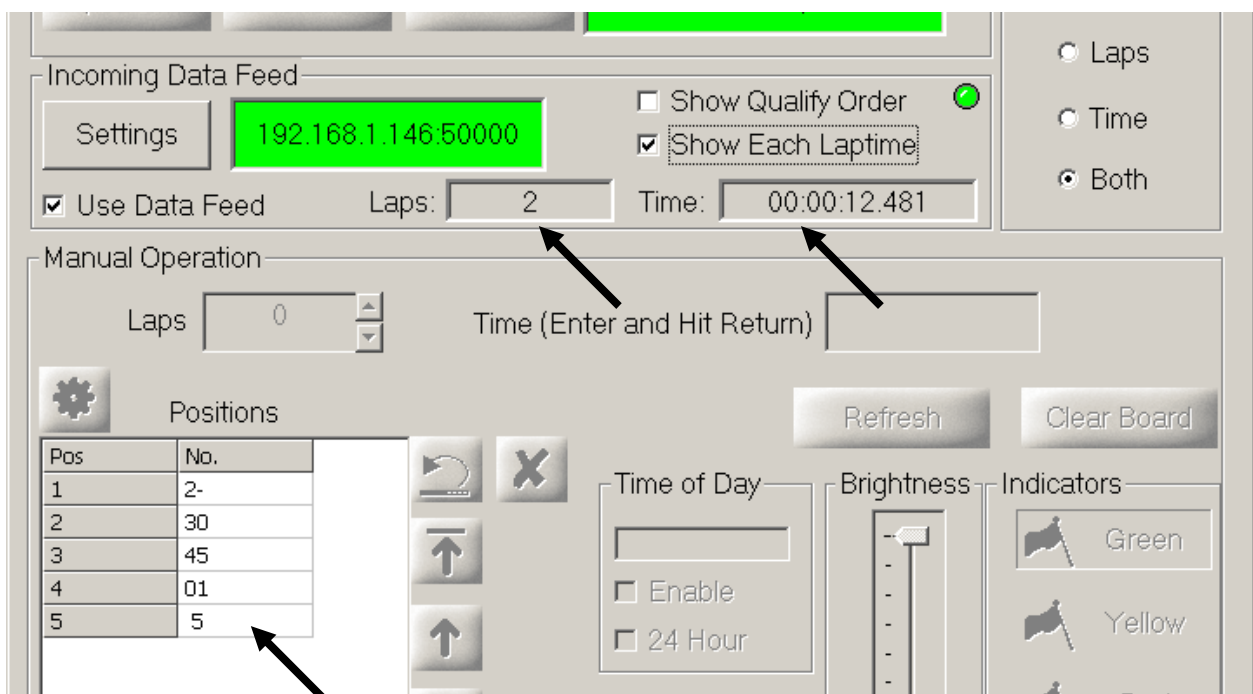 Laps
Incoming Data Feed
Show Qualify Order
Settings
192.168.1.146:50000
Time
Show Each Laptime
Both
Use Data Feed
Laps:
2
Time:
00:00:12.481
Manual Operation
Laps
0
Time (Enter and Hit Return)
Positions
Refresh
Clear Board
Pos No.
1 2-
2 30
3 45
4 01
5 5
Time of Day
Enable
24 Hour
Brightness
Indicators
Green
Yellow